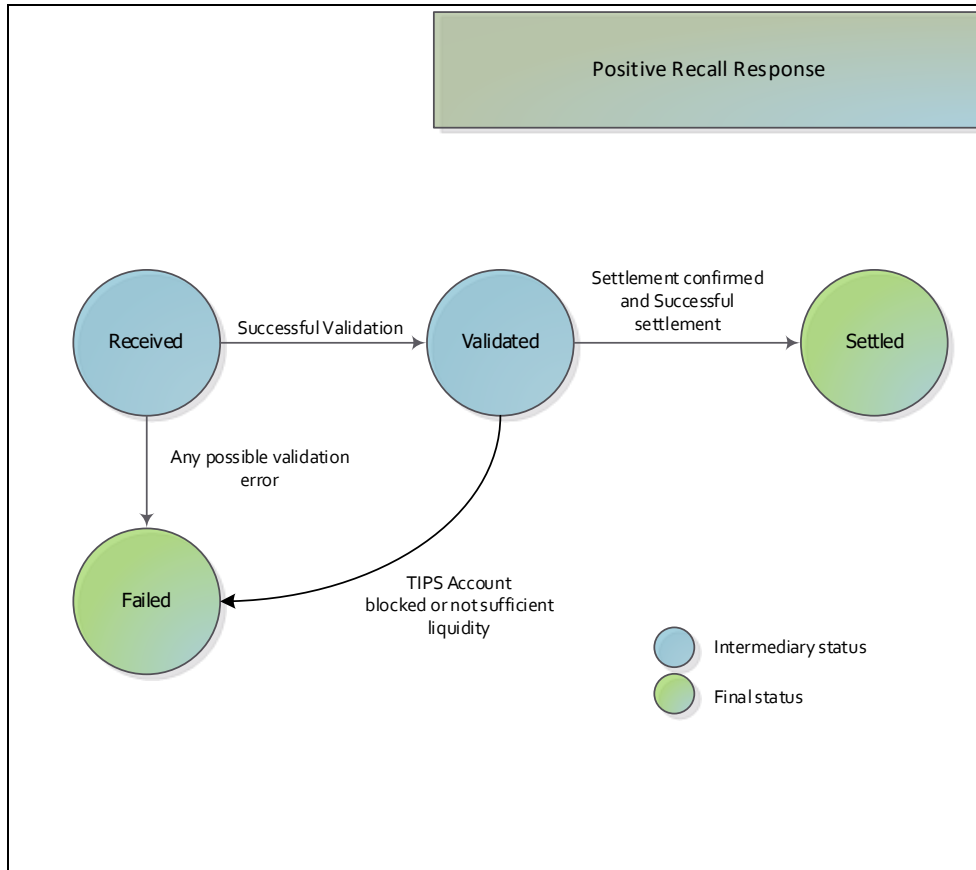 Positive Recall Response
Settlement confirmed
and Successful
settlement
Received
Successful Validation
Validated
Settled
Any possible validation
error
Failed
TIPS Account
blocked or not sufficient
liquidity
Intermediary status
Final status